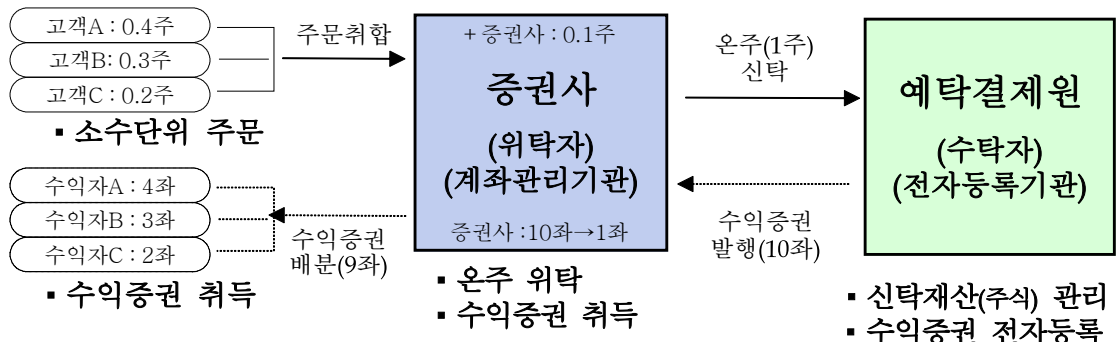 고객A : 0.4주
고객B: 0.3주
고객C : 0.2주
▪ 소수단위 주문
주문취합
+ 증권사 : 0.1주
증권사
(위탁자)
(계좌관리기관)
증권사 :10좌→1좌
온주(1주)
신탁
예탁결제원
(수탁자)
(전자등록기관)
수익자A : 4좌
수익자B : 3좌
수익자C : 2좌
▪ 수익증권 취득
수익증권
배분(9좌)
수익증권
발행(10좌)
▪ 온주 위탁
▪ 수익증권 취득
▪ 신탁재산(주식) 관리
▪ 수익증권 전자등록